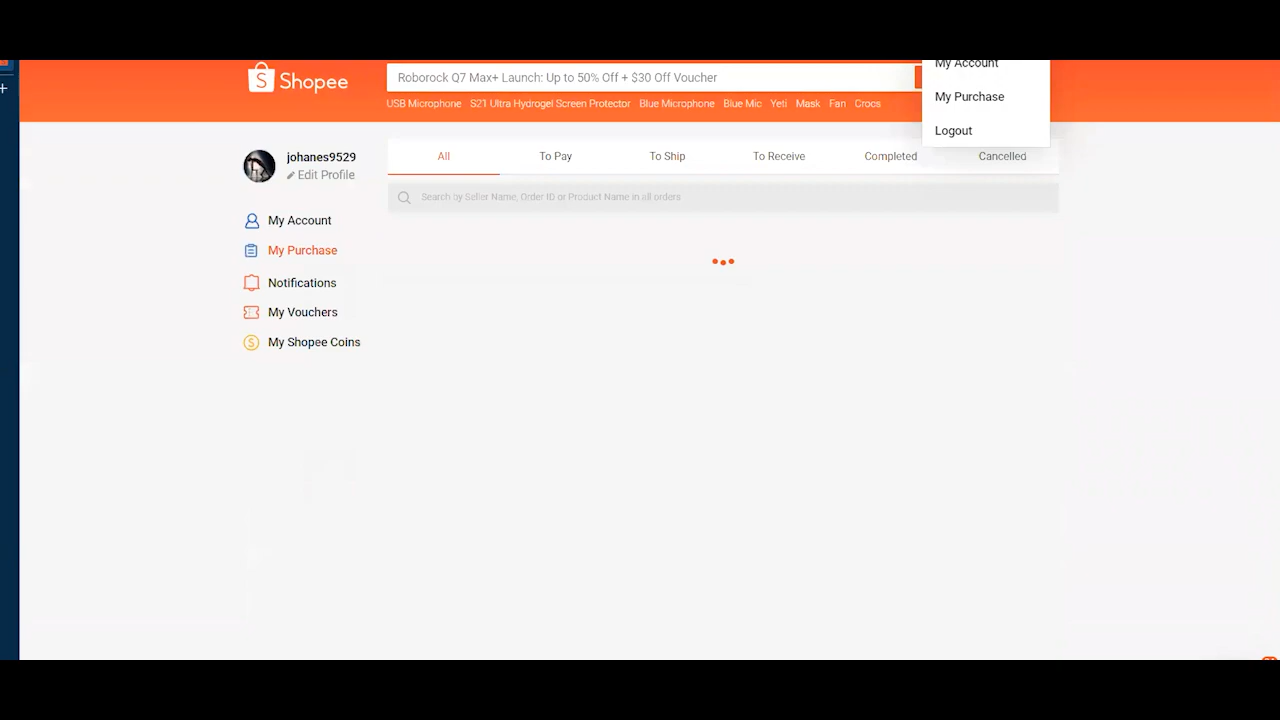 My Account
Shopee
Roborock Q7 Max+ Launch: Up to 50% Off + $30 Off Voucher
My Purchase
USB Microphone S21 Ultra Hydrogel Screen Protector Blue Microphone Blue Mic Yeti Mask Fan Crocs
Logout
johanes9529
Edit Profile
All To Pay To Ship To Receive Completed Cancelled
Search by Seller Name, Order ID or Product Name in all orders
My Account
My Purchase
Notifications
My Vouchers
My Shopee Coins